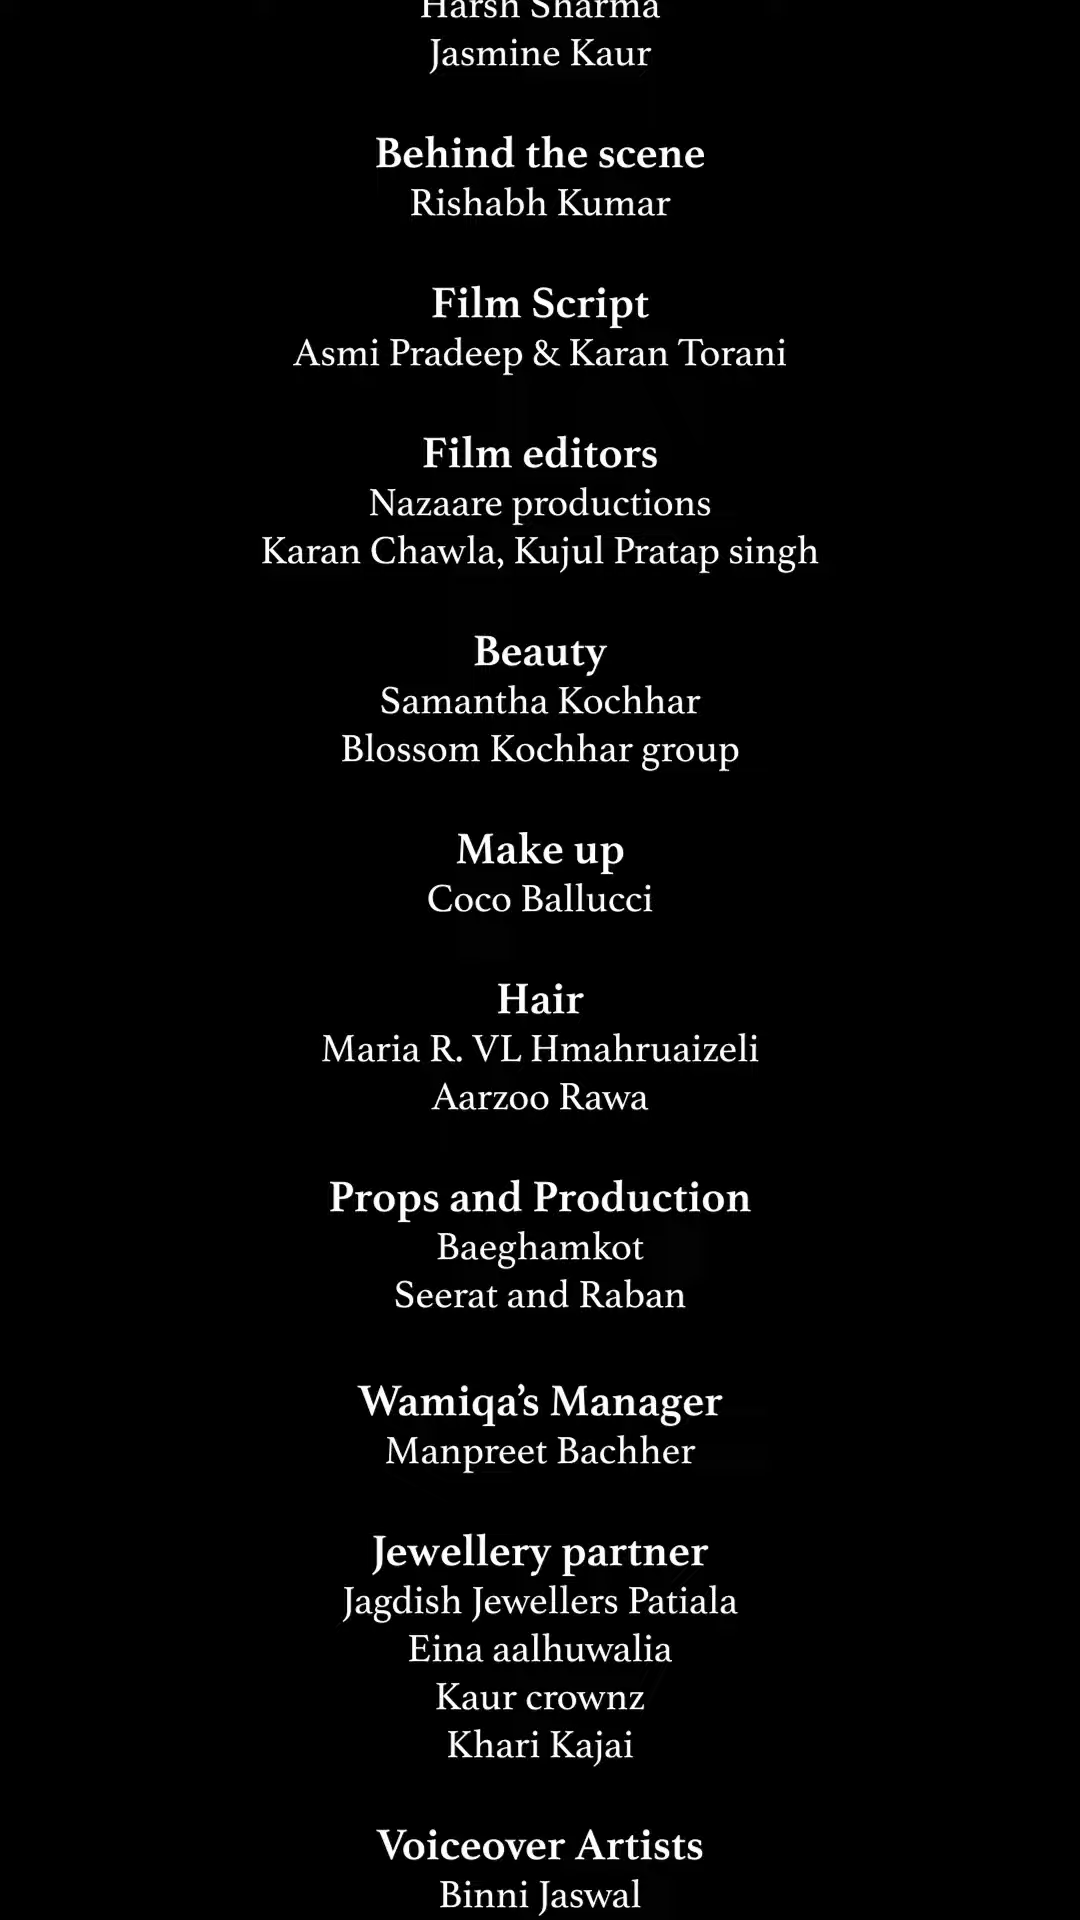 Harsh Sharma
Jasmine Kaur
Behind the scene
Rishabh Kumar
Film Script
Asmi Pradeep & Karan Torani
Film editors
Nazaare productions
Karan Chawla, Kujul Pratap singh
Beauty
Samantha Kochhar
Blossom Kochhar group
Make up
Coco Ballucci
Hair
Maria R. VL Hmahruaizeli
Aarzoo Rawa
Props and Production
Baeghamkot
Seerat and Raban
Wamiqa’s Manager
Manpreet Bachher
Jewellery partner
Jagdish Jewellers Patiala
Eina aalhuwalia
Kaur crownz
Khari Kajai
Voiceover Artists
Binni Jaswal